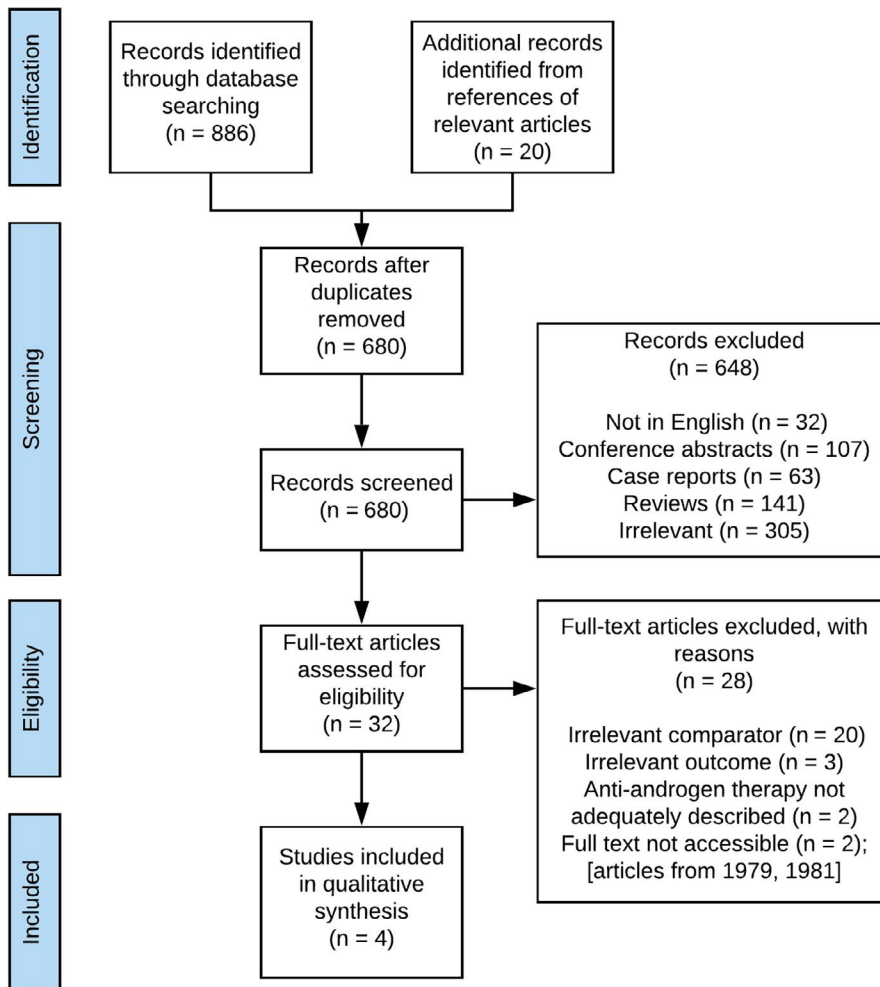 Identification
Records identified
through database
searching
(n = 886)
Additional records
identified from
references of
relevant articles
(n = 20)
Screening
Records after
duplicates
removed
(n = 680)
Records screened
(n = 680)
Records excluded
(n = 648)
Not in English (n = 32)
Conference abstracts (n = 107)
Case reports (n = 63)
Reviews (n = 141)
Irrelevant (n = 305)
Eligibility
Full-text articles
assessed for
eligibility
(n = 32)
Full-text articles excluded, with
reasons
(n = 28)
Irrelevant comparator (n = 20)
Irrelevant outcome (n = 3)
Anti-androgen therapy not
adequately described (n = 2)
Full text not accessible (n = 2);
[articles from 1979, 1981]
Included
Studies included
in qualitative
synthesis
(n = 4)